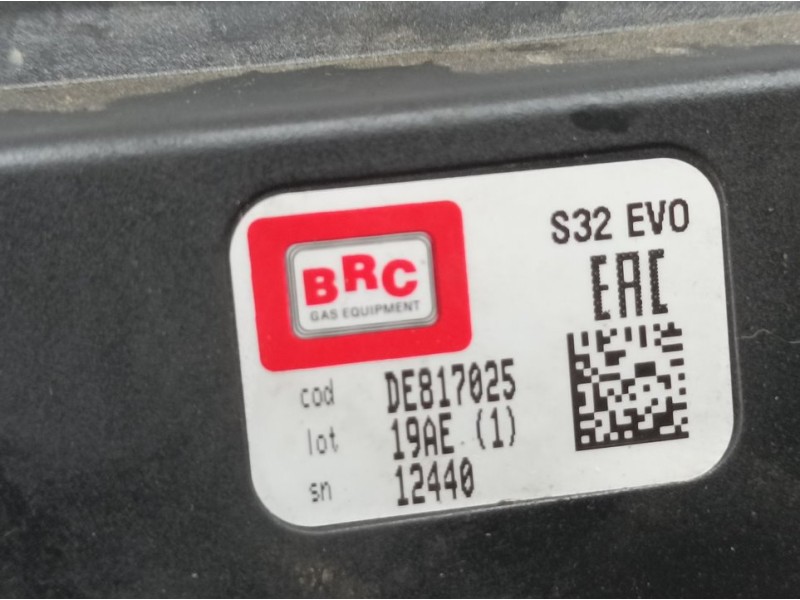 BRC
GAS EQUIPMENT
S32 EVO
EAC
cod DE817025
lot 19AE (1)
sn 12440